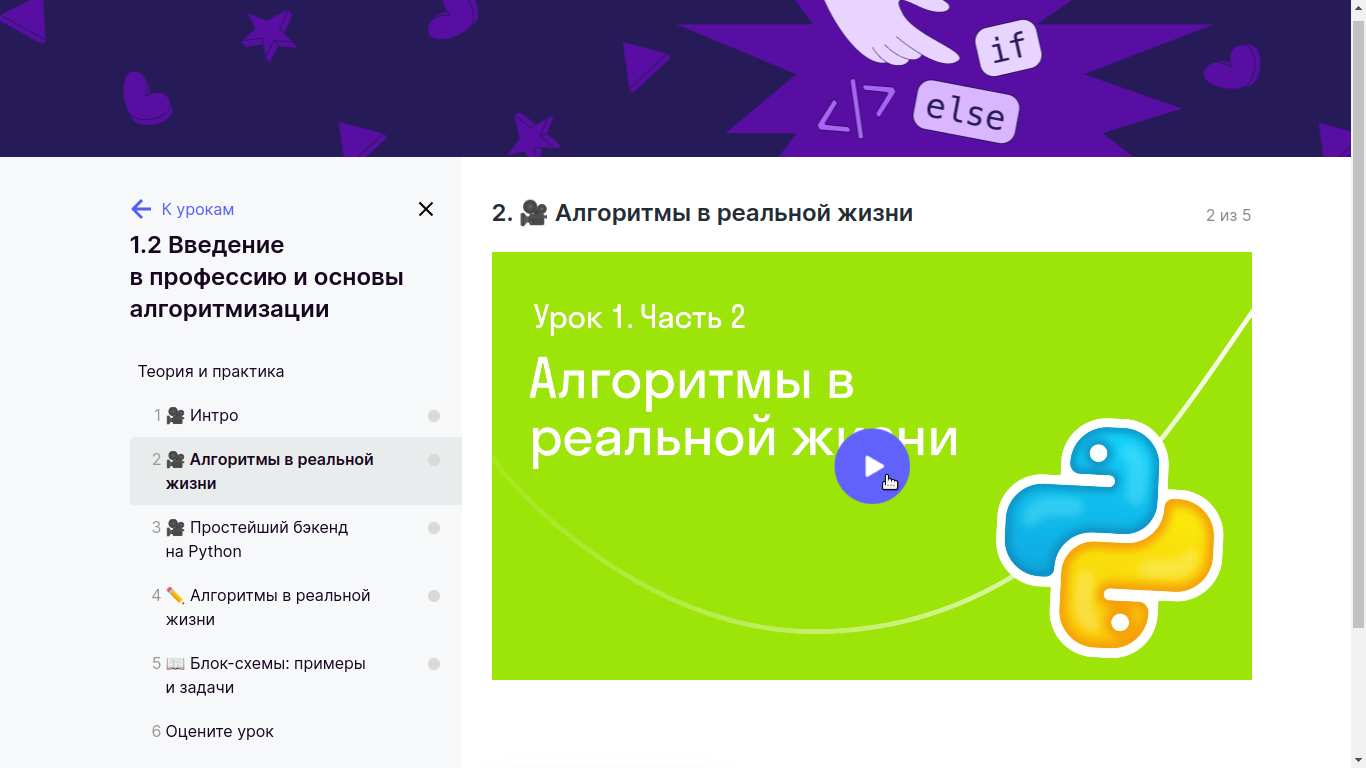 if
</>
else
К урокам
1.2 Введение
в профессию и основы
алгоритмизации
Теория и практика
1 🎥 Интро
2 🎥 Алгоритмы в реальной
жизни
3 🎥 Простейший бэкенд
на Python
4 ✏️ Алгоритмы в реальной
жизни
5 📖 Блок-схемы: примеры
и задачи
6 Оцените урок
2. 🎥 Алгоритмы в реальной жизни
2 из 5
Урок 1. Часть 2
Алгоритмы в
реальной жизни